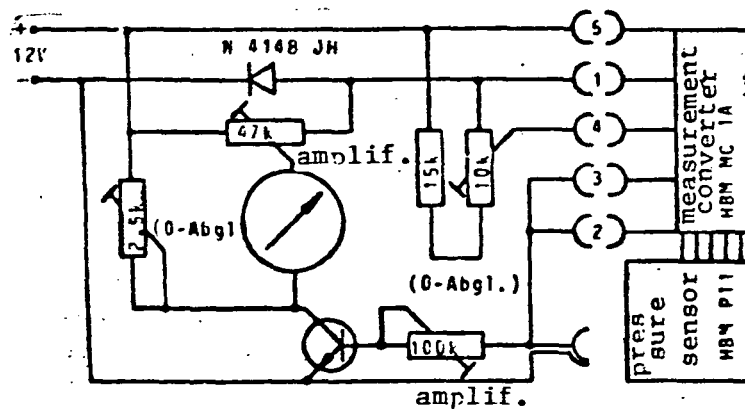 +
12V
-
N 4148 JH
47k
amplif.
2,5k
(0-Abgl
15k
10k
(0-Abgl.)
100k
amplif.
5
1
4
3
2
measurement
converter
HBM MC 1A
pres
sure
sensor
HBM P11